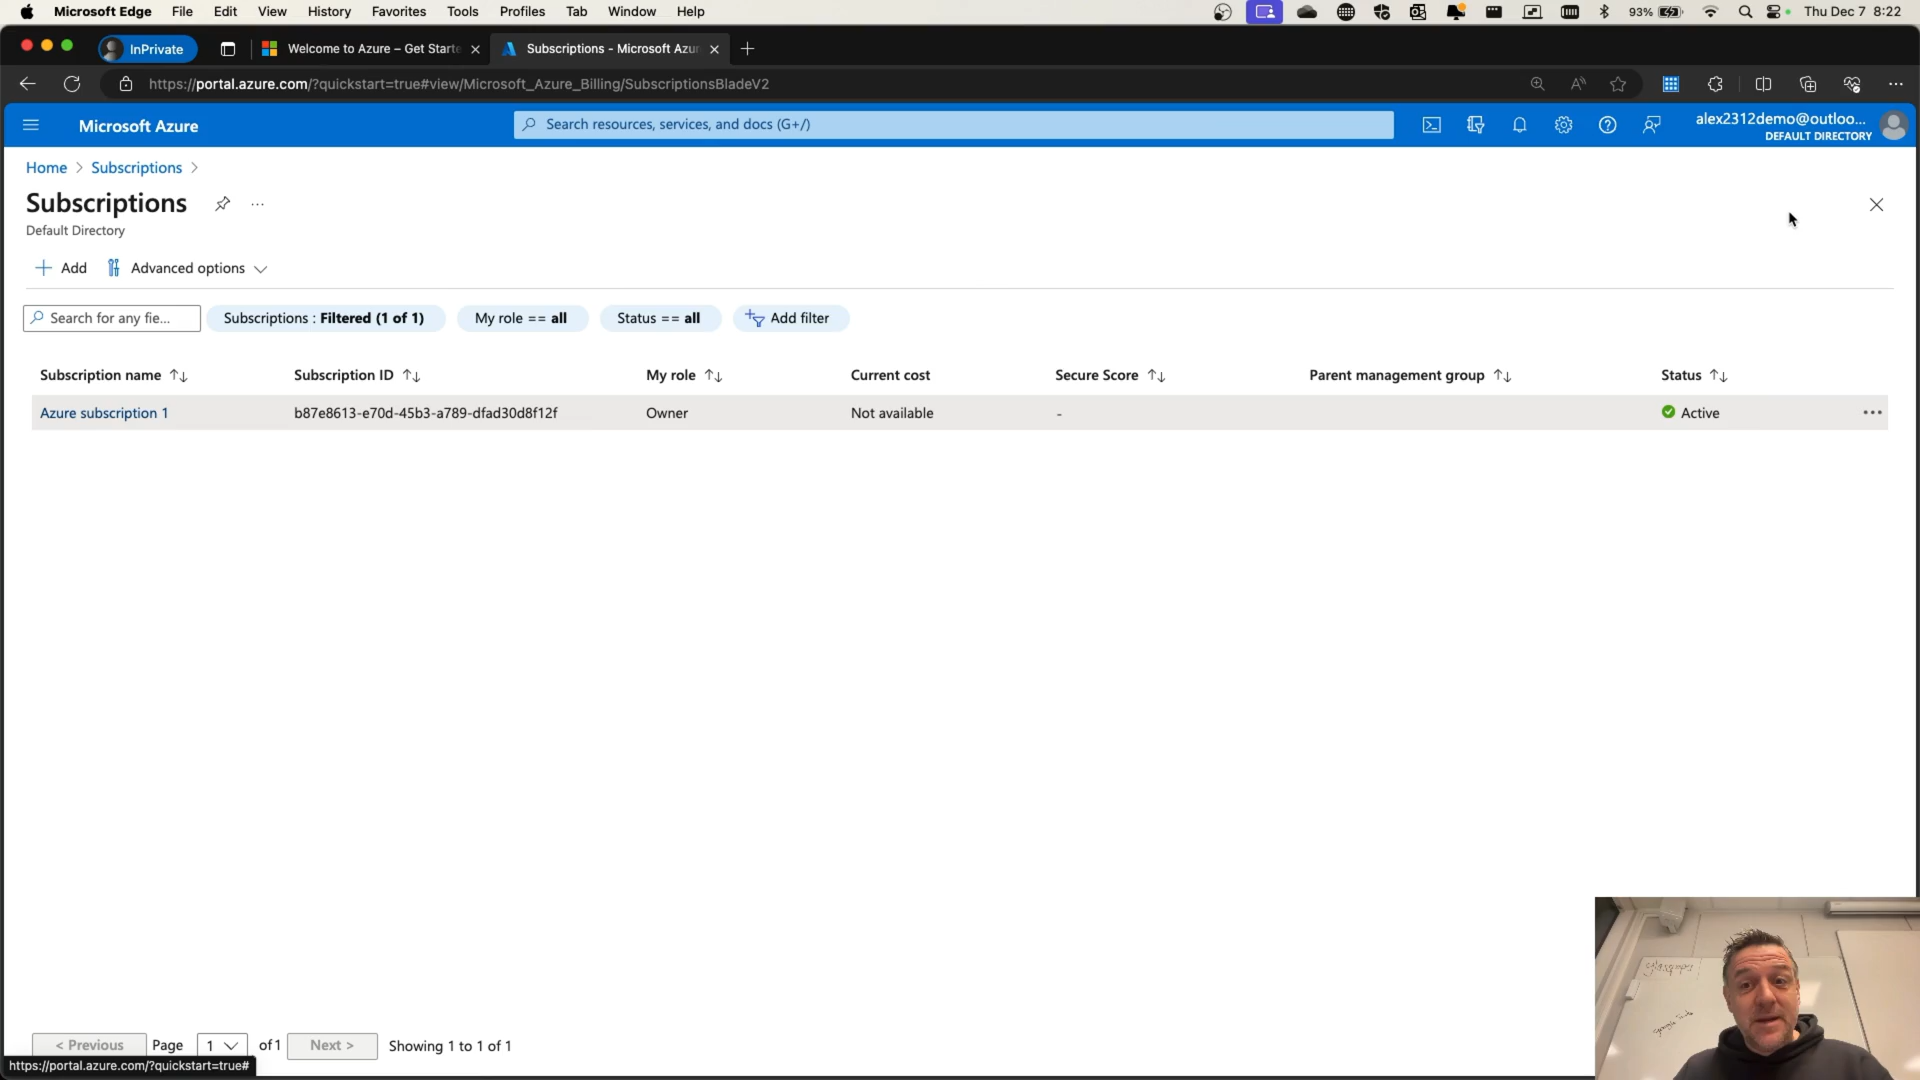 Microsoft Edge File Edit View History Favorites Tools Profiles Tab Window Help 93% Thu Dec 7 8:22
InPrivate Welcome to Azure – Get Starte Subscriptions - Microsoft Azur
https://portal.azure.com/?quickstart=true#view/Microsoft_Azure_Billing/SubscriptionsBladeV2
Microsoft Azure Search resources, services, and docs (G+/) alex2312demo@outloo...
DEFAULT DIRECTORY
Home > Subscriptions >
Subscriptions ...
Default Directory
+ Add Advanced options
Search for any fie... Subscriptions : Filtered (1 of 1) My role == all Status == all Add filter
Subscription name ↑↓ Subscription ID ↑↓ My role ↑↓ Current cost Secure Score ↑↓ Parent management group ↑↓ Status ↑↓
Azure subscription 1 b87e8613-e70d-45b3-a789-dfad30d8f12f Owner Not available - Active ...
< Previous Page 1 of 1 Next > Showing 1 to 1 of 1
https://portal.azure.com/?quickstart=true#